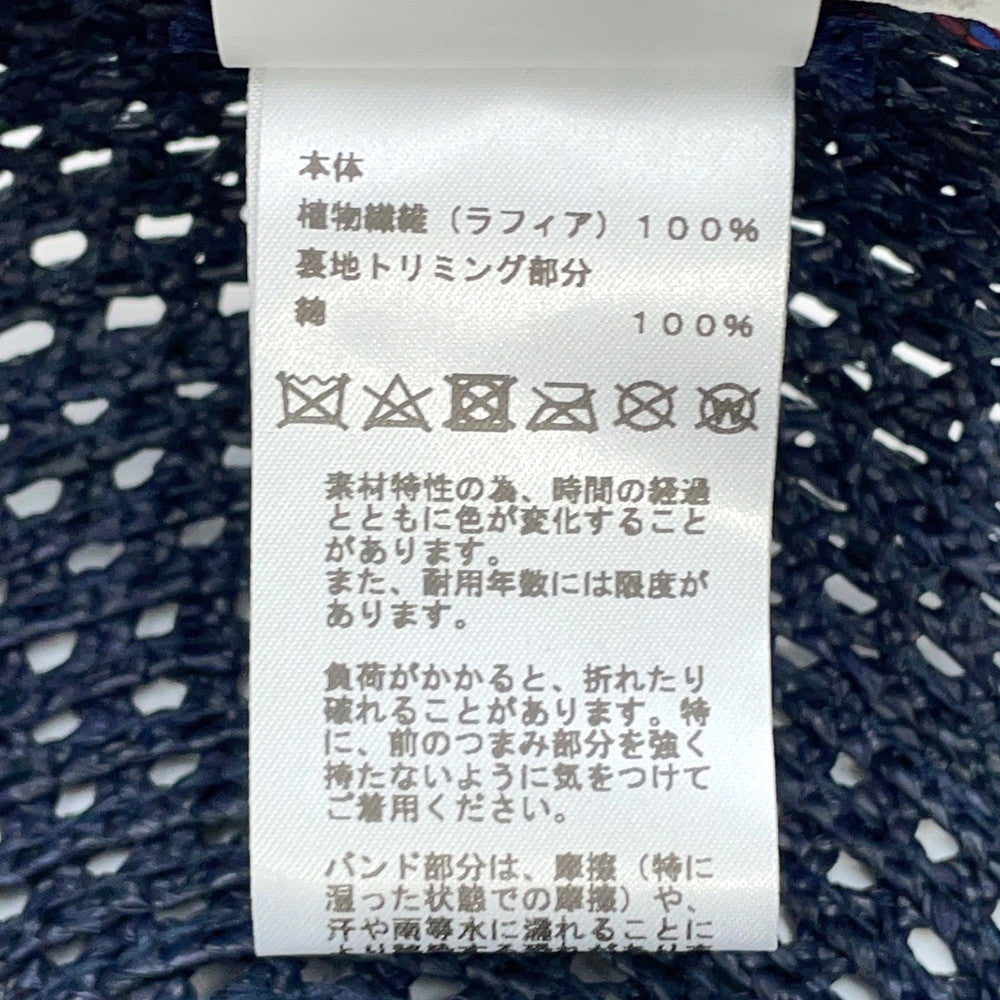 本体
植物繊維（ラフィア）１００％
裏地トリミング部分
綿 １００％
素材特性の為、時間の経過
とともに色が変化すること
があります。
また、耐用年数には限度が
あります。
負荷がかかると、折れたり
破れることがあります。特
に、前のつまみ部分を強く
持たないように気をつけて
ご着用ください。
バンド部分は、摩擦（特に
湿った状態での摩擦）や、
汗や雨等水に濡れることに